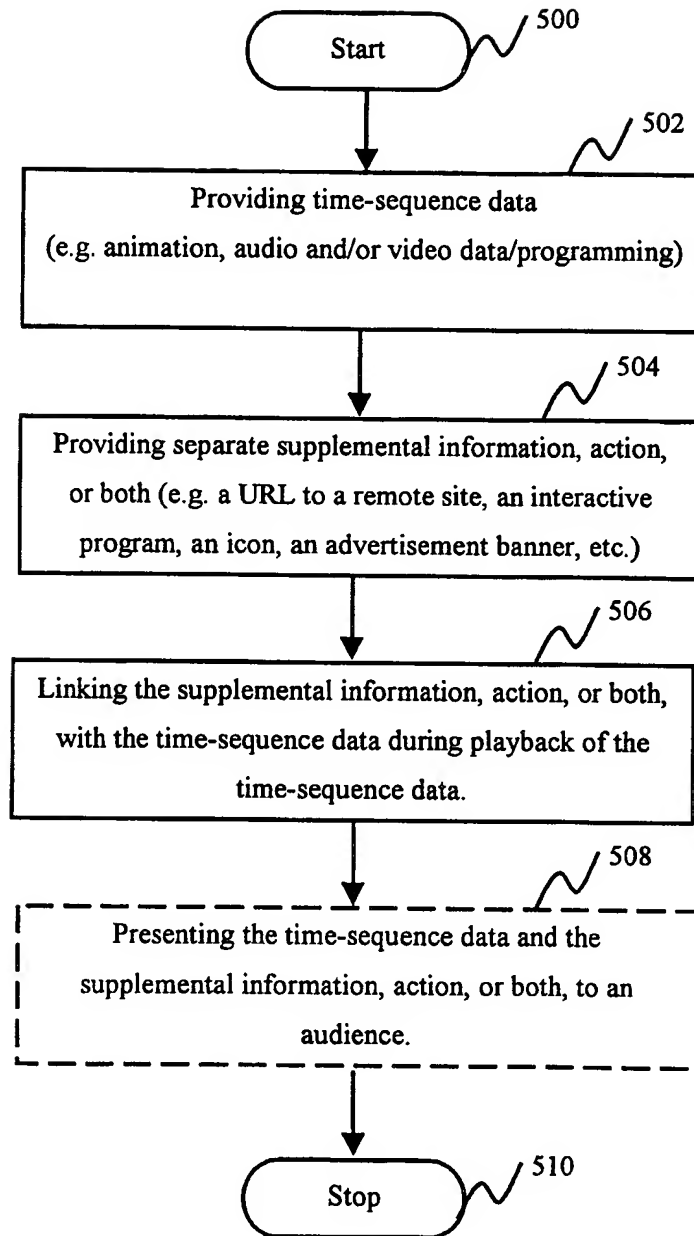 500
Start
502
Providing time-sequence data
(e.g. animation, audio and/or video data/programming)
504
Providing separate supplemental information, action,
or both (e.g. a URL to a remote site, an interactive
program, an icon, an advertisement banner, etc.)
506
Linking the supplemental information, action, or both,
with the time-sequence data during playback of the
time-sequence data.
508
Presenting the time-sequence data and the
supplemental information, action, or both, to an
audience.
510
Stop